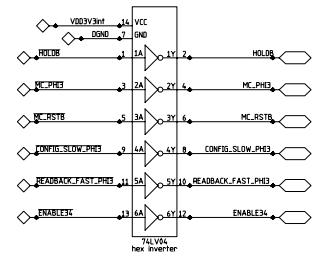 VDD3V3int 14 VCC
DGND 7 GND
HOLDB 1 1A 1Y 2 HOLDB
MC_PHI3 3 2A 2Y 4 MC_PHI3
MC_RSTB 5 3A 3Y 6 MC_RSTB
CONFIG_SLOW_PHI3 9 4A 4Y 8 CONFIG_SLOW_PHI3
READBACK_FAST_PHI3 11 5A 5Y 10 READBACK_FAST_PHI3
ENABLE34 13 6A 6Y 12 ENABLE34
74LV04
hex inverter